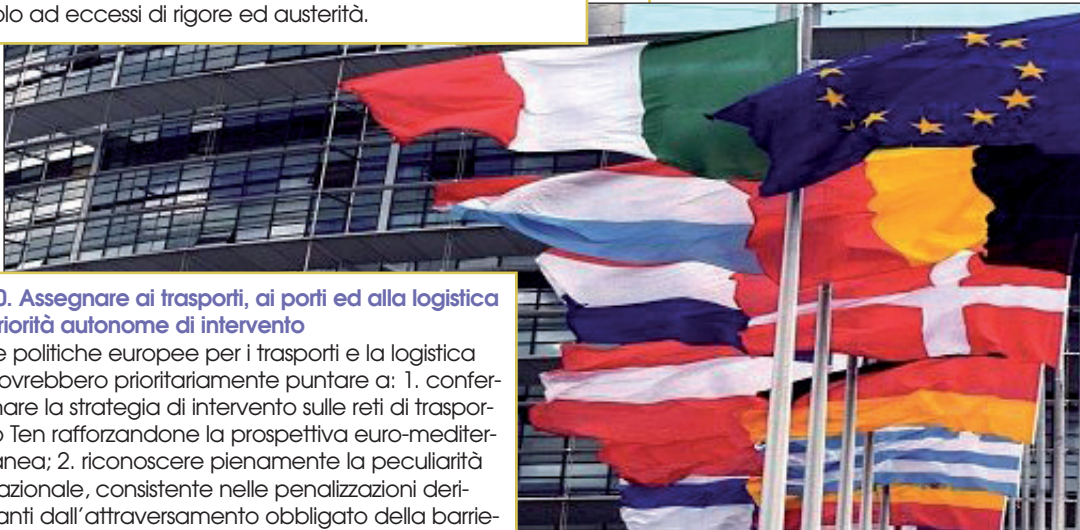 olo ad eccessi di rigore ed austerità.
0. Assegnare ai trasporti, ai porti ed alla logistica
riorità autonome di intervento
e politiche europee per i trasporti e la logistica
ovrebbero prioritariamente puntare a: 1. confer-
nare la strategia di intervento sulle reti di traspor-
o Ten rafforzandone la prospettiva euro-mediter-
anea; 2. riconoscere pienamente la peculiarità
azionale, consistente nelle penalizzazioni deri-
anti dall'attraversamento obbligato della barrie-